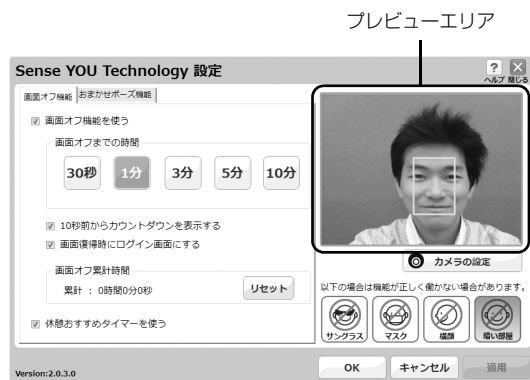 プレビューエリア
Sense YOU Technology 設定
? ×
ヘルプ 閉じる
画面オフ機能 おまかせポーズ機能
画面オフ機能を使う
画面オフまでの時間
30秒 1分 3分 5分 10分
10秒前からカウントダウンを表示する
画面復帰時にログイン画面にする
カメラの設定
画面オフ累計時間
累計 : 0時間0分0秒 リセット
以下の場合は機能が正しく働かない場合があります。
サングラス マスク 横顔 暗い部屋
休憩おすすめタイマーを使う
Version:2.0.3.0
OK キャンセル 適用